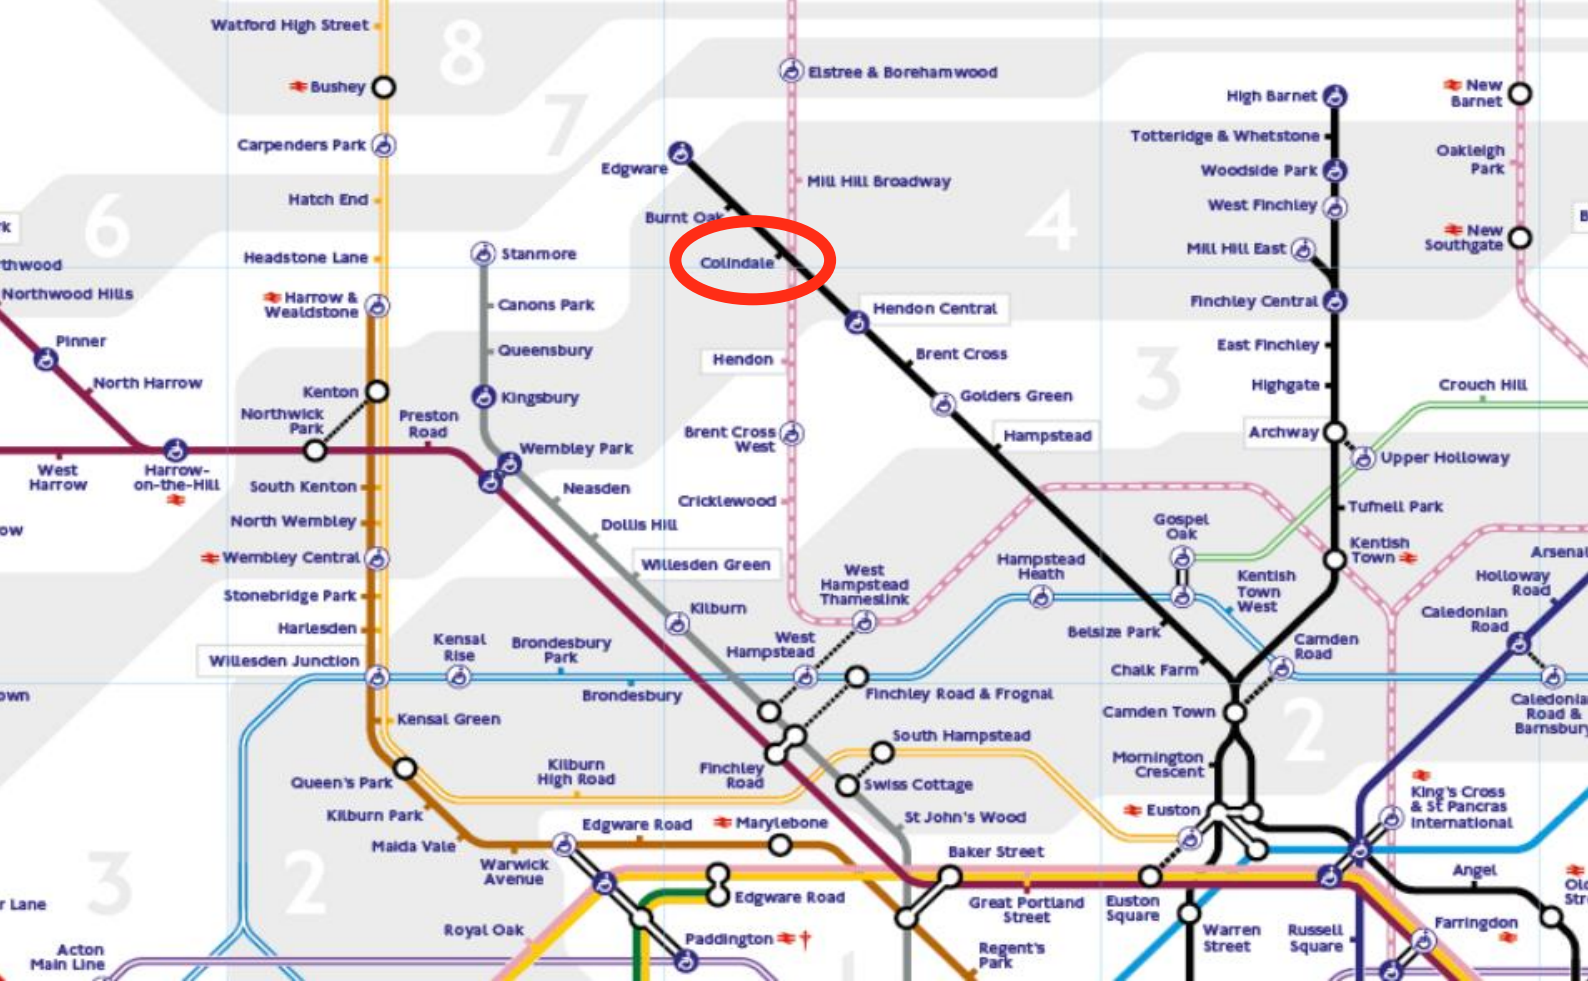 Watford High Street
8
Bushey
Elstree & Borehamwood
High Barnet
New
Barnet
7
Carpenders Park
Totteridge & Whetstone
Edgware
Mill Hill Broadway
Woodside Park
Oakleigh
Park
Hatch End
Burnt Oak
West Finchley
6
4
Headstone Lane
Stanmore
Colindale
Mill Hill East
New
Southgate
Northwood Hills
Harrow &
Wealdstone
Canons Park
Hendon Central
Finchley Central
Pinner
Queensbury
Hendon
Brent Cross
East Finchley
North Harrow
Kenton
Kingsbury
Golders Green
3
Highgate
Crouch Hill
Northwick
Park
Preston
Road
Brent Cross
West
Hampstead
Archway
West
Harrow
Harrow-
on-the-Hill
Wembley Park
Upper Holloway
South Kenton
Neasden
Cricklewood
Tufnell Park
North Wembley
Dollis Hill
Gospel
Oak
Kentish
Town
Wembley Central
Willesden Green
West
Hampstead
Thameslink
Hampstead
Heath
Kentish
Town
West
Arsenal
Holloway
Road
Stonebridge Park
Kilburn
Caledonian
Road
Harlesden
West
Hampstead
Belsize Park
Camden
Road
Willesden Junction
Kensal
Rise
Brondesbury
Park
Brondesbury
Finchley Road & Frognal
Chalk Farm
Caledonia
Road &
Barnsbury
Kensal Green
Camden Town
2
South Hampstead
Queen's Park
Kilburn
High Road
Finchley
Road
Swiss Cottage
Mornington
Crescent
Kilburn Park
St John's Wood
Euston
King's Cross
& St Pancras
International
Maida Vale
Edgware Road
Marylebone
Warwick
Avenue
Baker Street
Angel
3
2
Edgware Road
Great Portland
Street
Euston
Square
Royal Oak
Paddington †
Warren
Street
Russell
Square
Farringdon
Acton
Main Line
Regent's
Park
1